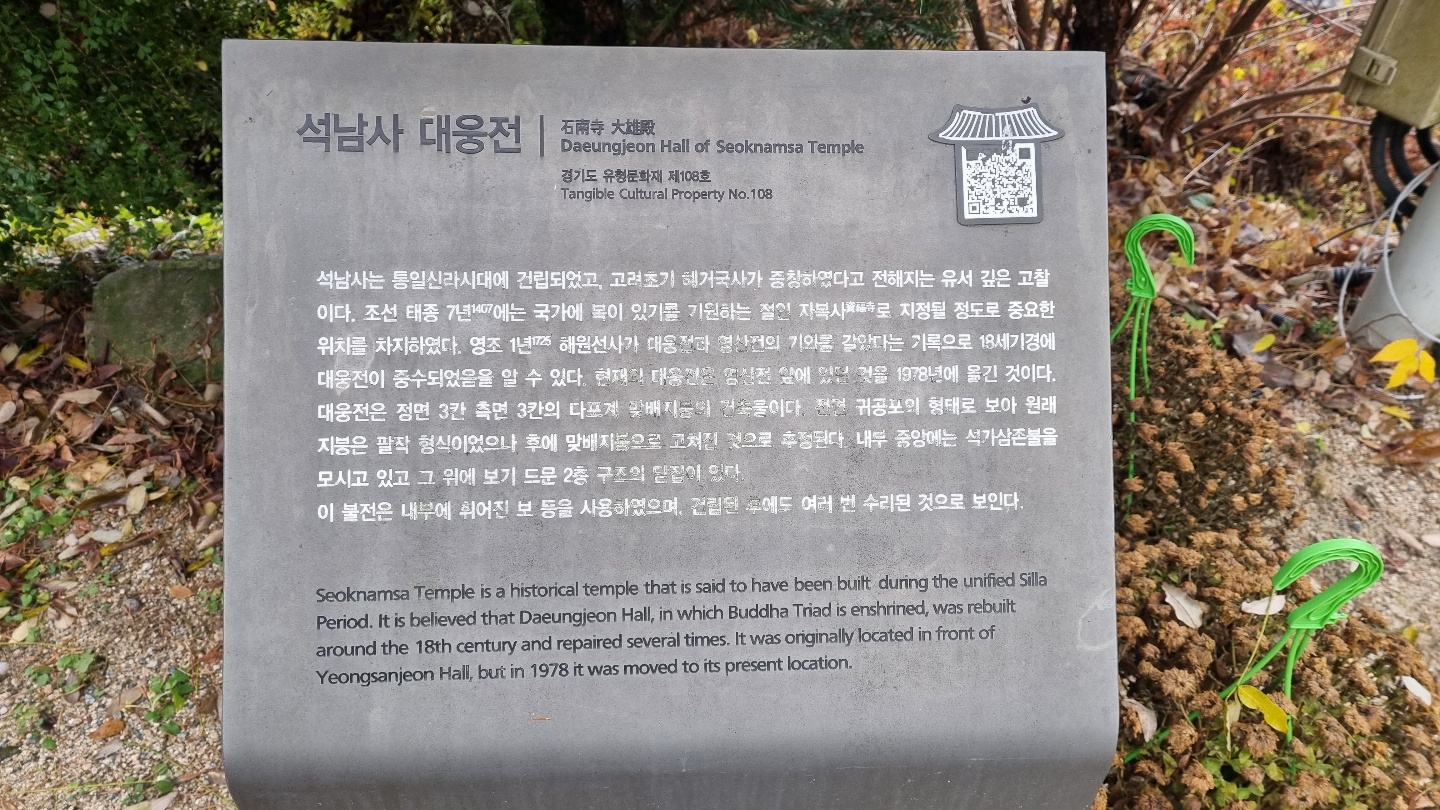 석남사 대웅전
石南寺 大雄殿
Daeungjeon Hall of Seoknamsa Temple
경기도 유형문화재 제108호
Tangible Cultural Property No.108
석남사는 통일신라시대에 건립되었고, 고려초기 혜거국사가 중창하였다고 전해지는 유서 깊은 고찰
이다. 조선 태종 7년1407에는 국가에 복이 있기를 기원하는 절인 자복사資福寺로 지정될 정도로 중요한
위치를 차지하였다. 영조 1년1725 해원선사가 대웅전과 영산전의 기와를 갈았다는 기록으로 18세기경에
대웅전이 중수되었음을 알 수 있다. 현재의 대웅전은 영산전 앞에 있던 것을 1978년에 옮긴 것이다.
대웅전은 정면 3칸 측면 3칸의 다포계 맞배지붕의 건축물이다. 전면 귀공포의 형태로 보아 원래
지붕은 팔작 형식이었으나 후에 맞배지붕으로 고쳐진 것으로 추정된다. 내부 중앙에는 석가삼존불을
모시고 있고 그 위에 보기 드문 2층 구조의 닫집이 있다.
이 불전은 내부에 휘어진 보 등을 사용하였으며, 건립된 후에도 여러 번 수리된 것으로 보인다.
Seoknamsa Temple is a historical temple that is said to have been built during the unified Silla
Period. It is believed that Daeungjeon Hall, in which Buddha Triad is enshrined, was rebuilt
around the 18th century and repaired several times. It was originally located in front of
Yeongsanjeon Hall, but in 1978 it was moved to its present location.